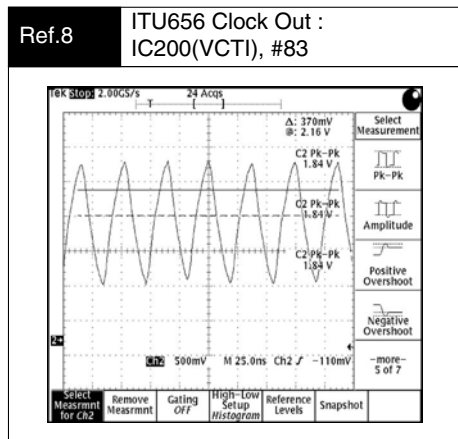 Ref.8
ITU656 Clock Out :
IC200(VCTI), #83
Tek Stop: 2.00GS/s
24 Acqs
T
Δ: 370mV
@: 2.16 V
C2 Pk-Pk
1.84 V
C2 Pk-Pk
1.84 V
C2 Pk-Pk
1.84 V
Select
Measurement
Pk-Pk
Amplitude
Positive
Overshoot
Negative
Overshoot
-more-
5 of 7
2
Ch2 500mV M 25.0ns Ch2 -110mV
Select
Measrmnt
for Ch2
Remove
Measrmnt
Gating
OFF
High-Low
Setup
Histogram
Reference
Levels
Snapshot